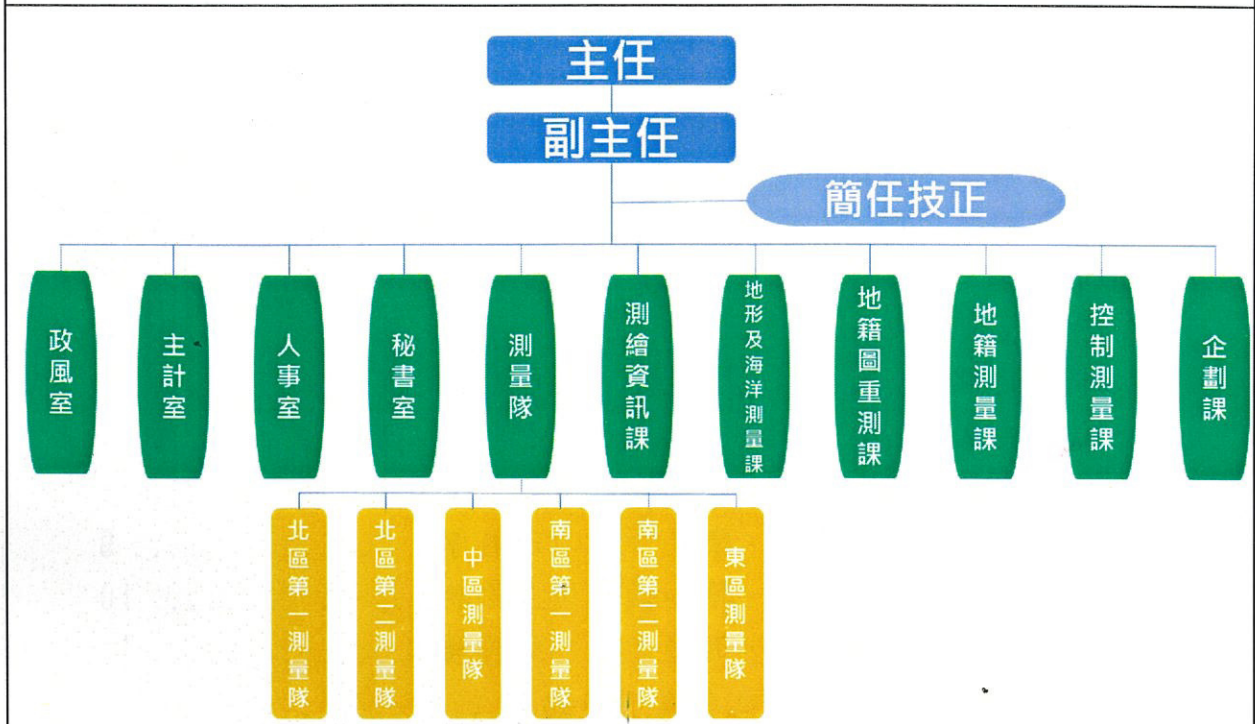 主任
副主任
簡任技正
政風室
主計室
人事室
秘書室
測量隊
測繪資訊課
地形及海洋測量課
地籍圖重測課
地籍測量課
控制測量課
企劃課
北區第一測量隊
北區第二測量隊
中區測量隊
南區第一測量隊
南區第二測量隊
東區測量隊